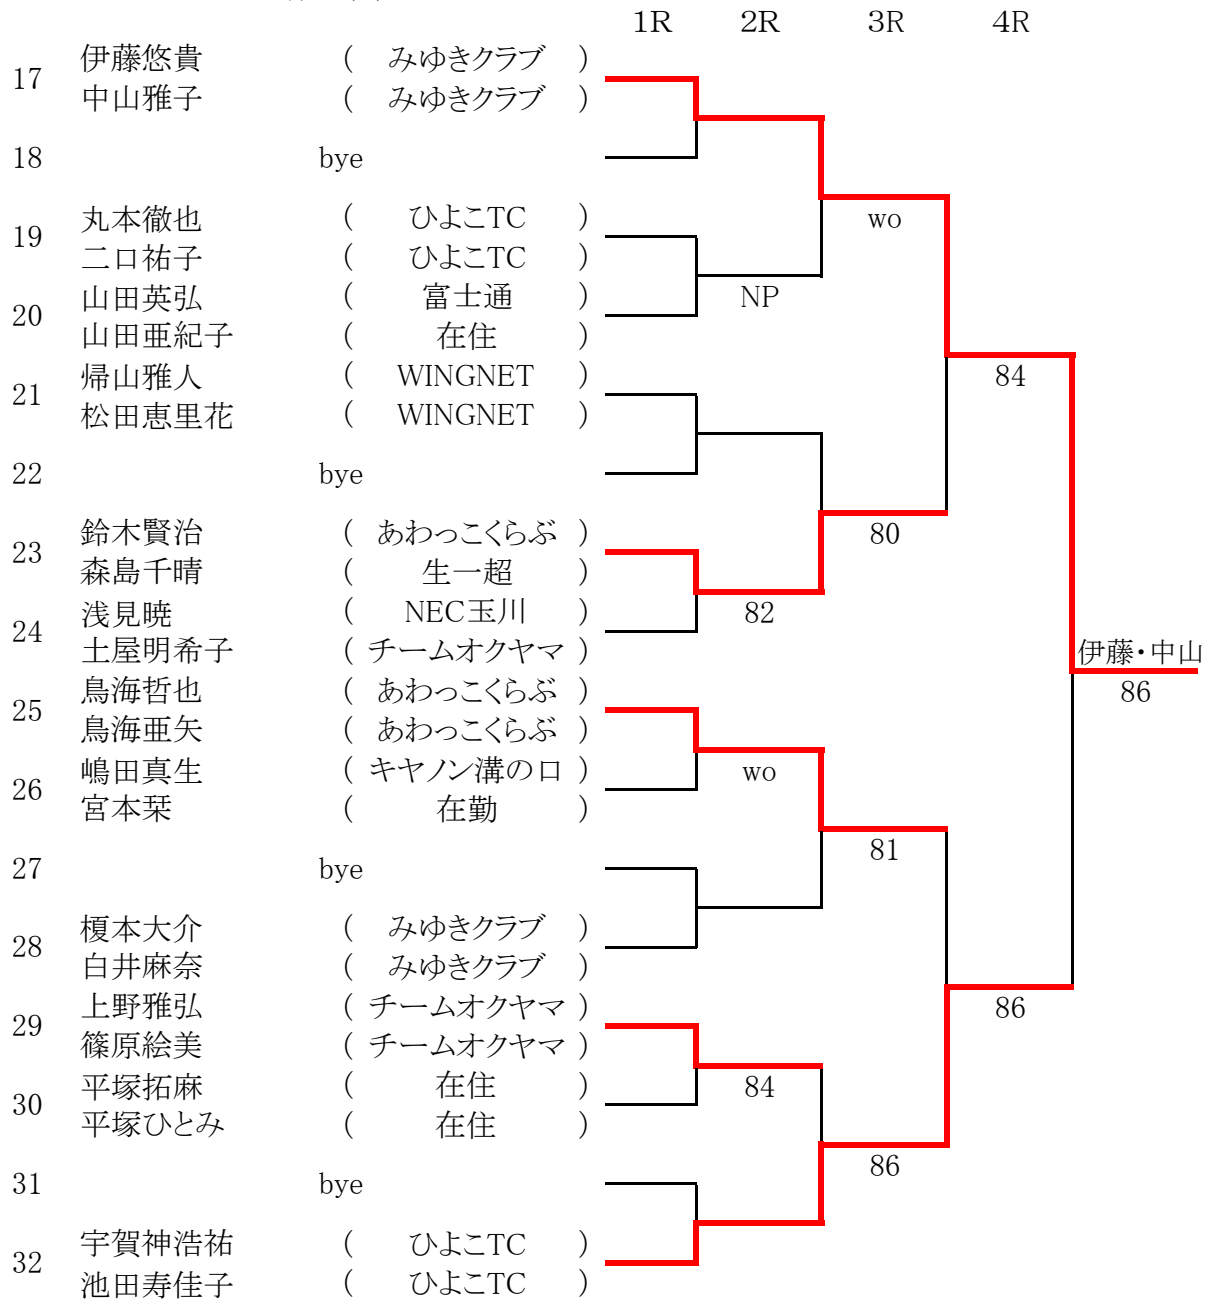 1R 2R 3R 4R
伊藤悠貴 ( みゆきクラブ )
17
中山雅子 ( みゆきクラブ )
18 bye
丸本徹也 ( ひよこTC )
wo
19
二口祐子 ( ひよこTC )
山田英弘 ( 富士通 ) NP
20
山田亜紀子 ( 在住 )
帰山雅人 ( WINGNET ) 84
21
松田恵里花 ( WINGNET )
22 bye
鈴木賢治 ( あわっこくらぶ ) 80
23
森島千晴 ( 生一超 )
浅見暁 ( NEC玉川 ) 82
24
土屋明希子 ( チームオクヤマ ) 伊藤・中山
鳥海哲也 ( あわっこくらぶ ) 86
25
鳥海亜矢 ( あわっこくらぶ )
嶋田真生 ( キヤノン溝の口 ) wo
26
宮本栞 ( 在勤 )
81
27 bye
榎本大介 ( みゆきクラブ )
28
白井麻奈 ( みゆきクラブ )
上野雅弘 ( チームオクヤマ ) 86
29
篠原絵美 ( チームオクヤマ )
平塚拓麻 ( 在住 ) 84
30
平塚ひとみ ( 在住 )
86
31 bye
宇賀神浩祐 ( ひよこTC )
32
池田寿佳子 ( ひよこTC )